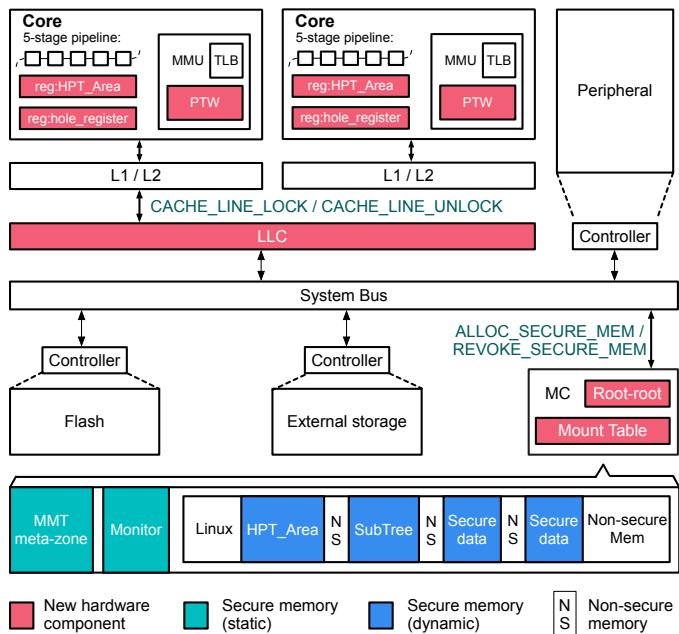 Core
5-stage pipeline:
MMU
TLB
reg:HPT_Area
PTW
reg:hole_register
Core
5-stage pipeline:
MMU
TLB
reg:HPT_Area
PTW
reg:hole_register
Peripheral
L1 / L2
L1 / L2
CACHE_LINE_LOCK / CACHE_LINE_UNLOCK
LLC
Controller
System Bus
ALLOC_SECURE_MEM /
REVOKE_SECURE_MEM
Controller
Controller
Flash
External storage
MC
Root-root
Mount Table
MMT
meta-zone
Monitor
Linux
HPT_Area
N
S
SubTree
N
S
Secure
data
N
S
Secure
data
Non-secure
Mem
New hardware
component
Secure memory
(static)
Secure memory
(dynamic)
N
S
Non-secure
memory